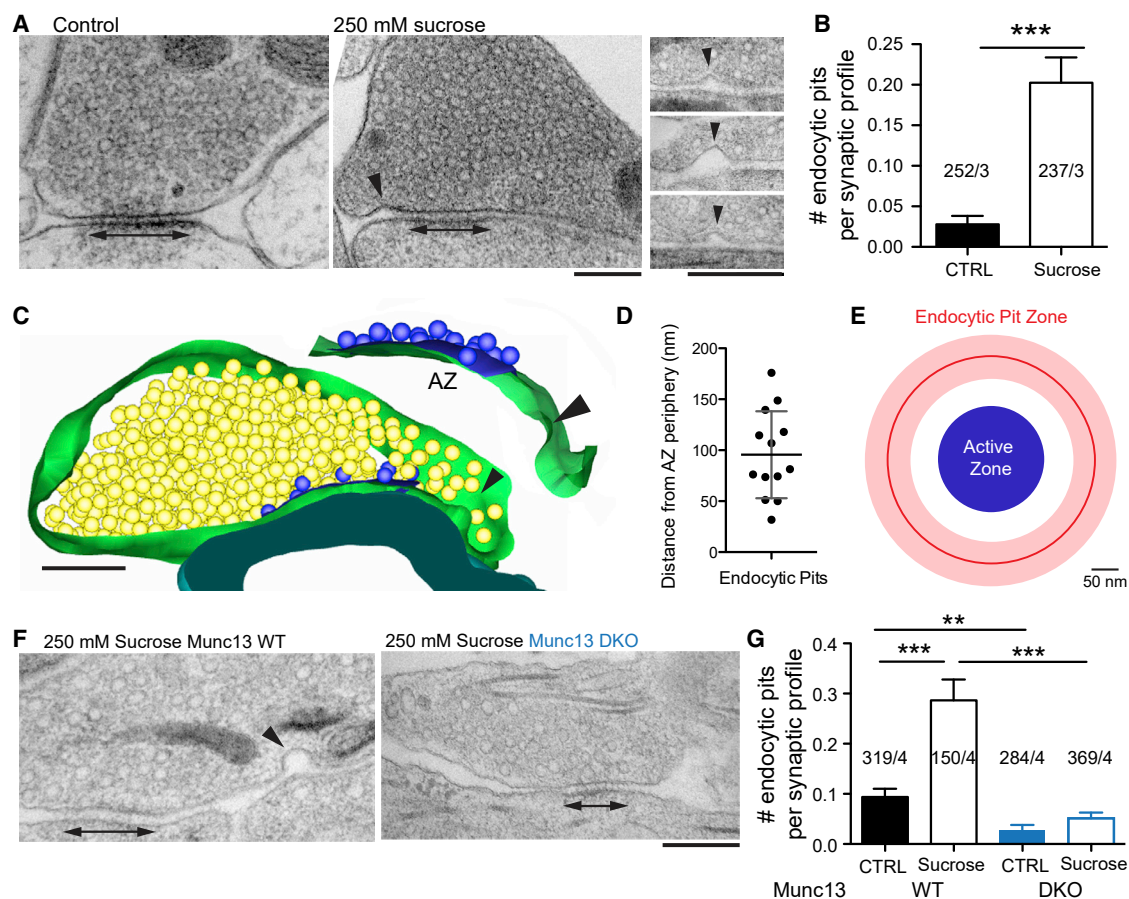 A Control
250 mM sucrose
B
***
# endocytic pits
per synaptic profile
0.25
0.20
0.15
0.10
0.05
0.00
252/3
237/3
CTRL
Sucrose
C
AZ
D
Distance from AZ periphery (nm)
200
150
100
50
0
Endocytic Pits
E
Endocytic Pit Zone
Active
Zone
50 nm
F 250 mM Sucrose Munc13 WT
250 mM Sucrose Munc13 DKO
G
**
***
***
# endocytic pits
per synaptic profile
0.4
0.3
0.2
0.1
0.0
319/4
150/4
284/4
369/4
CTRL
Sucrose
CTRL
Sucrose
Munc13
WT
DKO